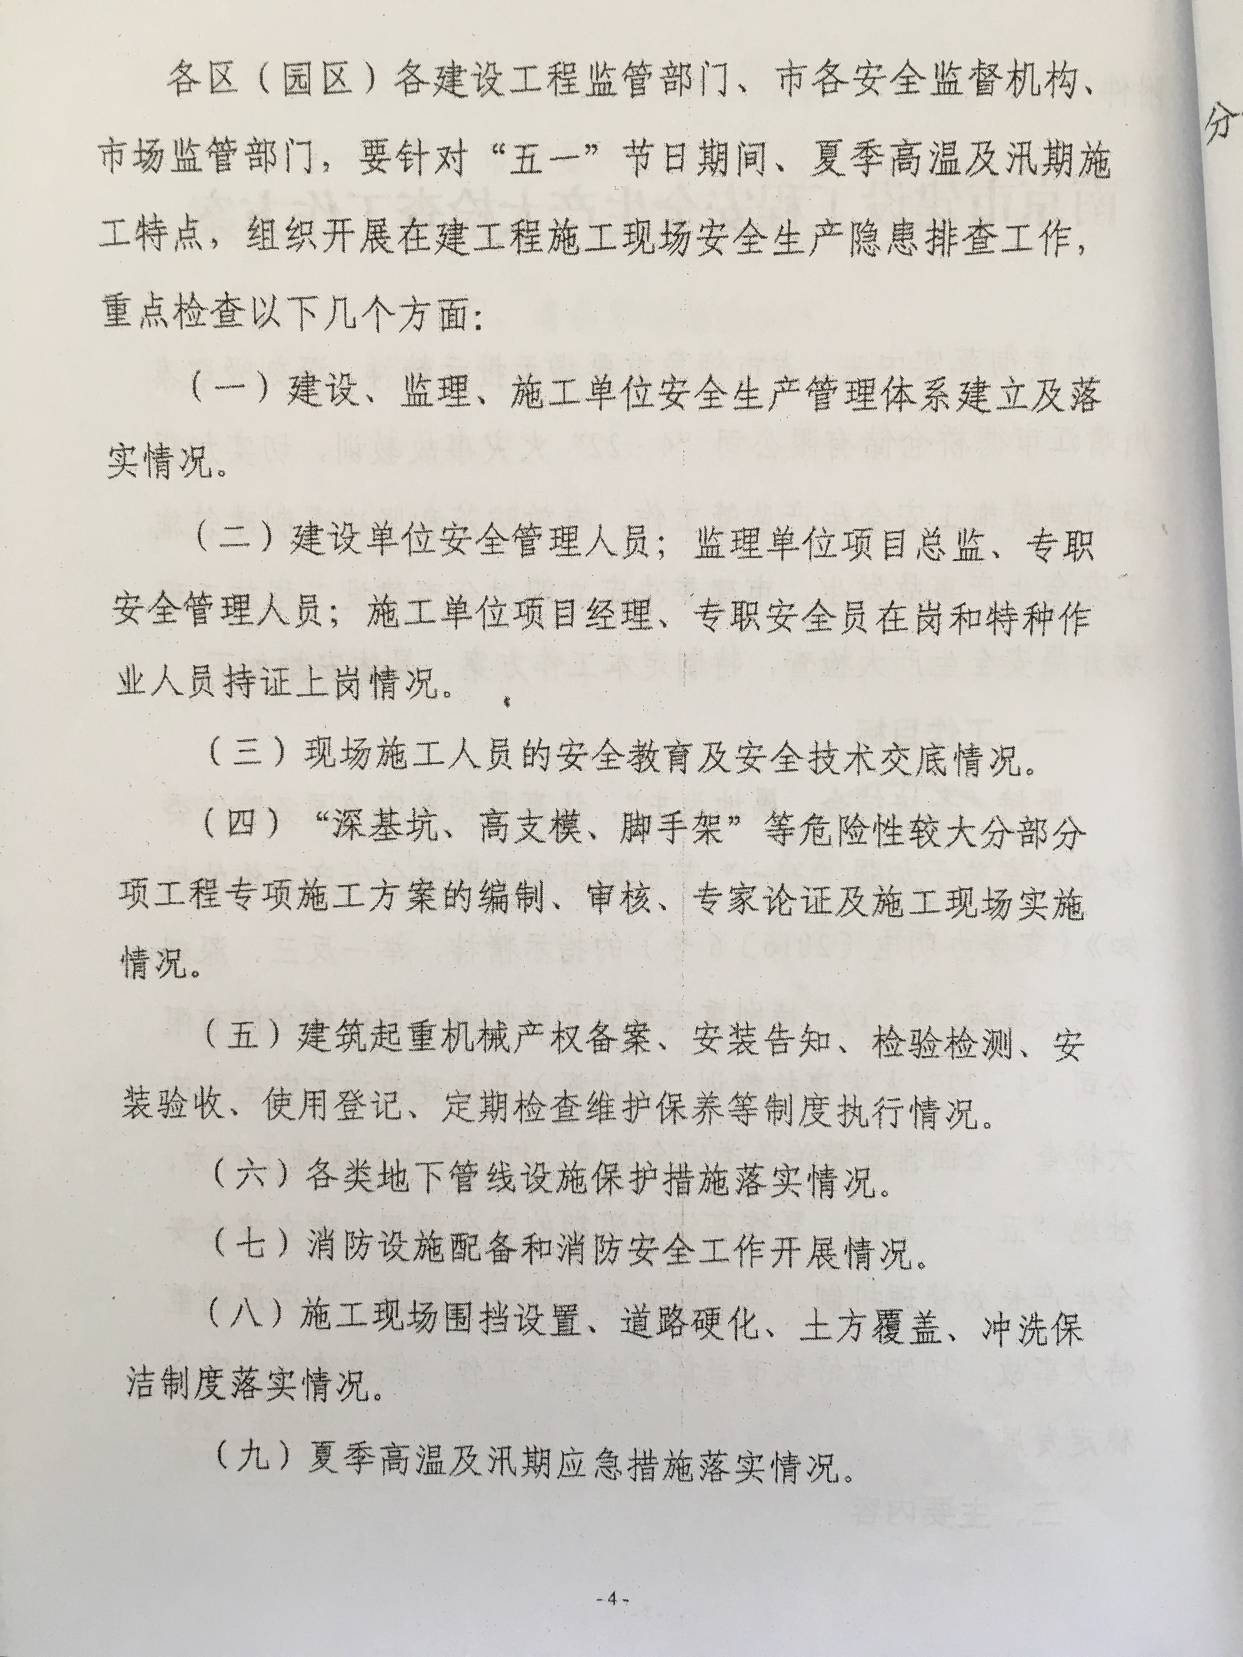 各区（园区）各建设工程监管部门、市各安全监督机构、
市场监管部门，要针对“五一”节日期间、夏季高温及汛期施
工特点，组织开展在建工程施工现场安全生产隐患排查工作，
重点检查以下几个方面：
（一）建设、监理、施工单位安全生产管理体系建立及落
实情况。
（二）建设单位安全管理人员；监理单位项目总监、专职
安全管理人员；施工单位项目经理、专职安全员在岗和特种作
业人员持证上岗情况。
（三）现场施工人员的安全教育及安全技术交底情况。
（四）“深基坑、高支模、脚手架”等危险性较大分部分
项工程专项施工方案的编制、审核、专家论证及施工现场实施
情况。
（五）建筑起重机械产权备案、安装告知、检验检测、安
装验收、使用登记、定期检查维护保养等制度执行情况。
（六）各类地下管线设施保护措施落实情况。
（七）消防设施配备和消防安全工作开展情况。
（八）施工现场围挡设置、道路硬化、土方覆盖、冲洗保
洁制度落实情况。
（九）夏季高温及汛期应急措施落实情况。
-4-
分